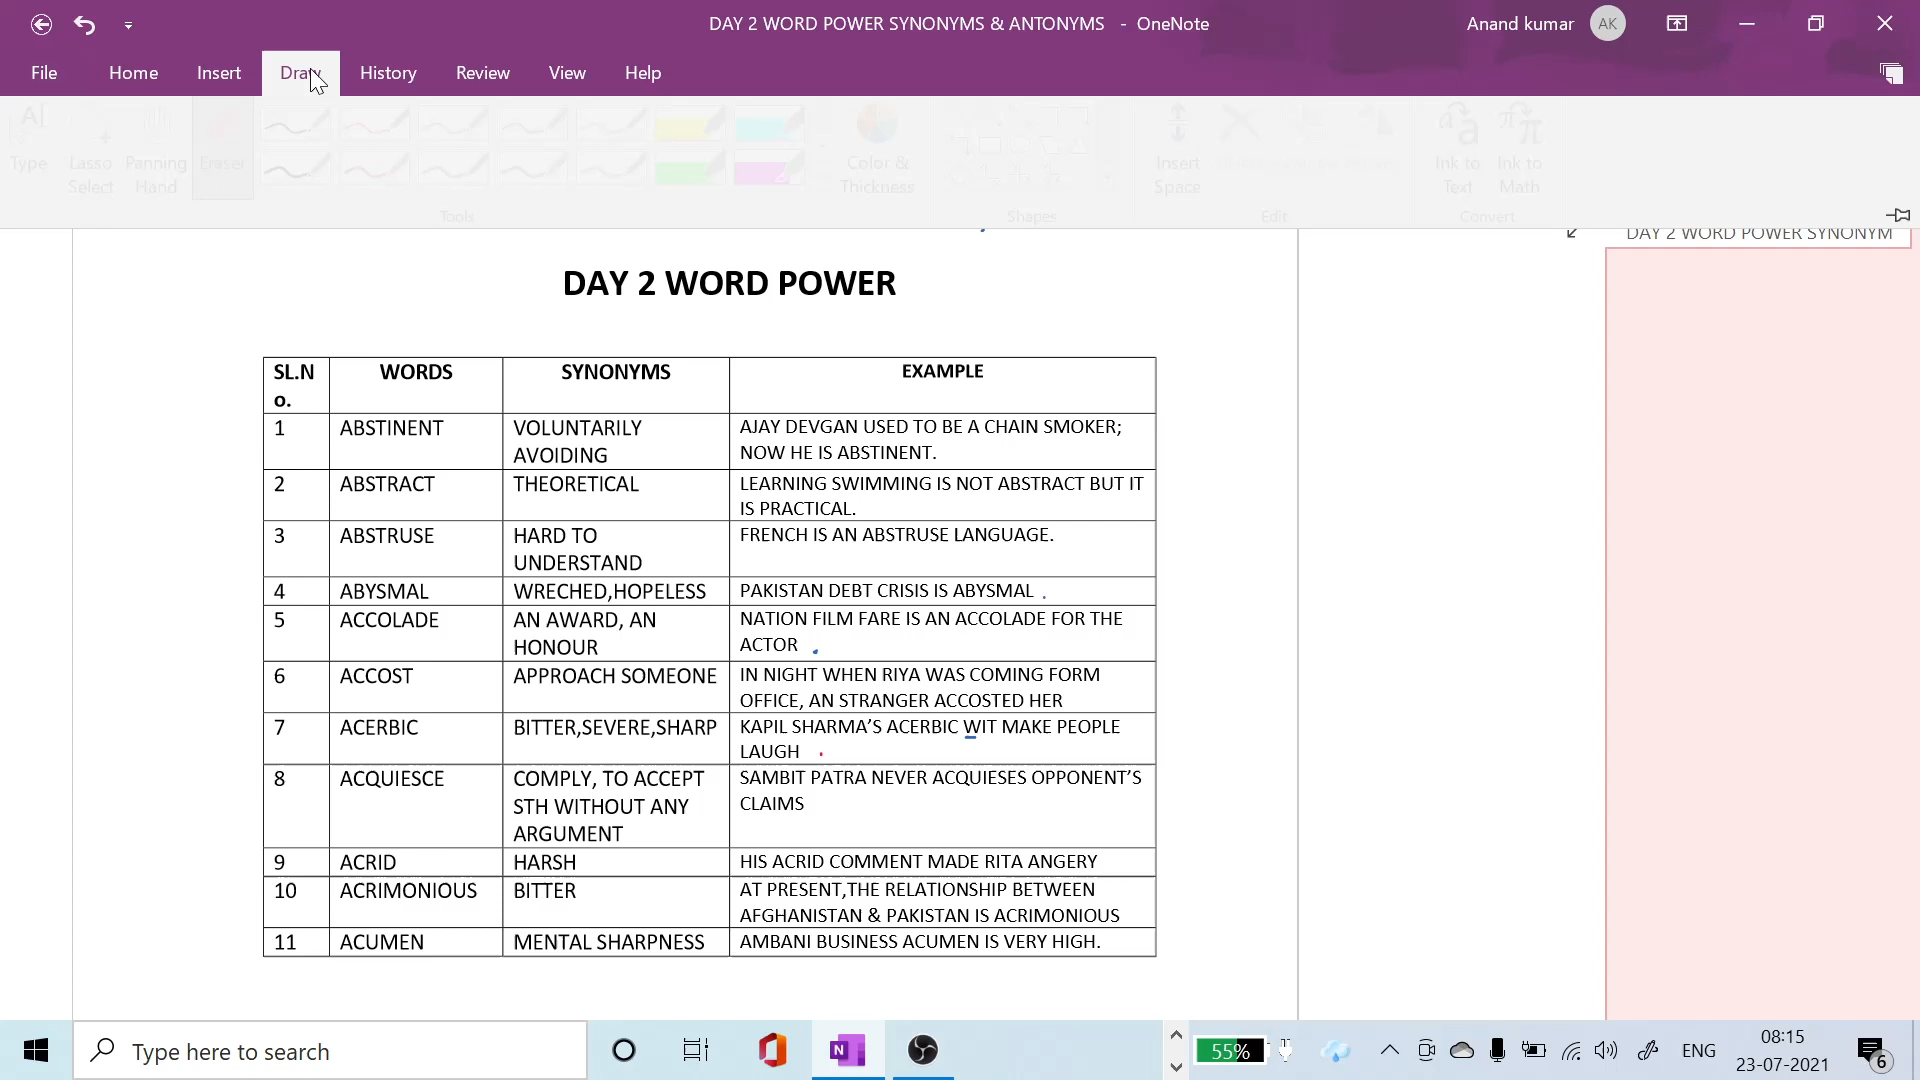 DAY 2 WORD POWER SYNONYMS & ANTONYMS - OneNote
Anand kumar AK
File Home Insert Draw History Review View Help
Type
Lasso Select
Panning Hand
Eraser
Color & Thickness
Insert Space
Ink to Text
Ink to Math
Tools Shapes Edit Convert
DAY 2 WORD POWER SYNONYM
DAY 2 WORD POWER
SL.N WORDS SYNONYMS EXAMPLE
o.
1 ABSTINENT VOLUNTARILY AJAY DEVGAN USED TO BE A CHAIN SMOKER;
AVOIDING NOW HE IS ABSTINENT.
2 ABSTRACT THEORETICAL LEARNING SWIMMING IS NOT ABSTRACT BUT IT
IS PRACTICAL.
3 ABSTRUSE HARD TO FRENCH IS AN ABSTRUSE LANGUAGE.
UNDERSTAND
4 ABYSMAL WRECHED,HOPELESS PAKISTAN DEBT CRISIS IS ABYSMAL .
5 ACCOLADE AN AWARD, AN NATION FILM FARE IS AN ACCOLADE FOR THE
HONOUR ACTOR .
6 ACCOST APPROACH SOMEONE IN NIGHT WHEN RIYA WAS COMING FORM
OFFICE, AN STRANGER ACCOSTED HER
7 ACERBIC BITTER,SEVERE,SHARP KAPIL SHARMA’S ACERBIC WIT MAKE PEOPLE
LAUGH .
8 ACQUIESCE COMPLY, TO ACCEPT SAMBIT PATRA NEVER ACQUIESES OPPONENT’S
STH WITHOUT ANY CLAIMS
ARGUMENT
9 ACRID HARSH HIS ACRID COMMENT MADE RITA ANGERY
10 ACRIMONIOUS BITTER AT PRESENT,THE RELATIONSHIP BETWEEN
AFGHANISTAN & PAKISTAN IS ACRIMONIOUS
11 ACUMEN MENTAL SHARPNESS AMBANI BUSINESS ACUMEN IS VERY HIGH.
Type here to search
55%
ENG
08:15
23-07-2021
6